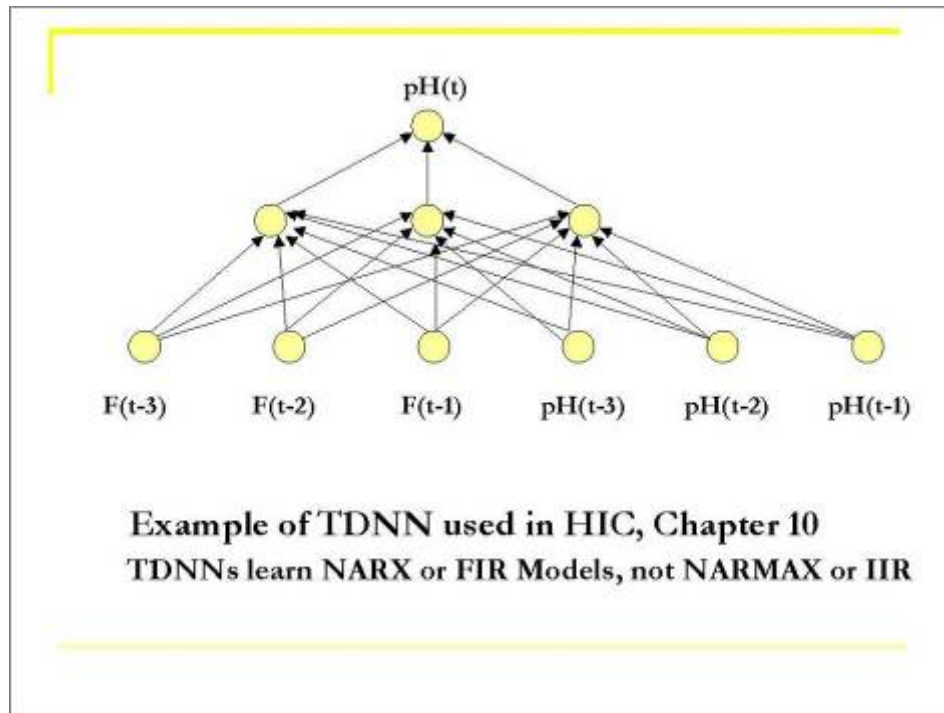 pH(t)
F(t-3) F(t-2) F(t-1) pH(t-3) pH(t-2) pH(t-1)
Example of TDNN used in HIC, Chapter 10
TDNNs learn NARX or FIR Models, not NARMAX or IIR